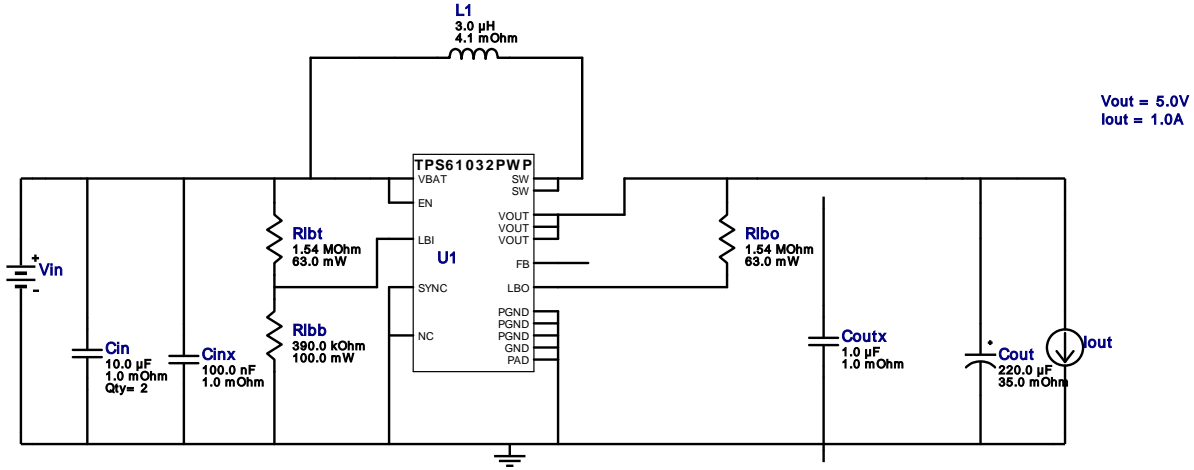 L1
3.0 µH
4.1 mOhm
Vout = 5.0V
Iout = 1.0A
TPS61032PWP
VBAT
SW
SW
EN
VOUT
VOUT
VOUT
LBI
U1
FB
SYNC
LBO
PGND
PGND
PGND
NC
GND
PAD
Rlbt
1.54 MOhm
63.0 mW
Rlbo
1.54 MOhm
63.0 mW
+
Vin
-
Rlbb
390.0 kOhm
100.0 mW
Cin
10.0 µF
1.0 mOhm
Qty= 2
Cinx
100.0 nF
1.0 mOhm
Coutx
1.0 µF
1.0 mOhm
+
Cout
220.0 µF
35.0 mOhm
Iout